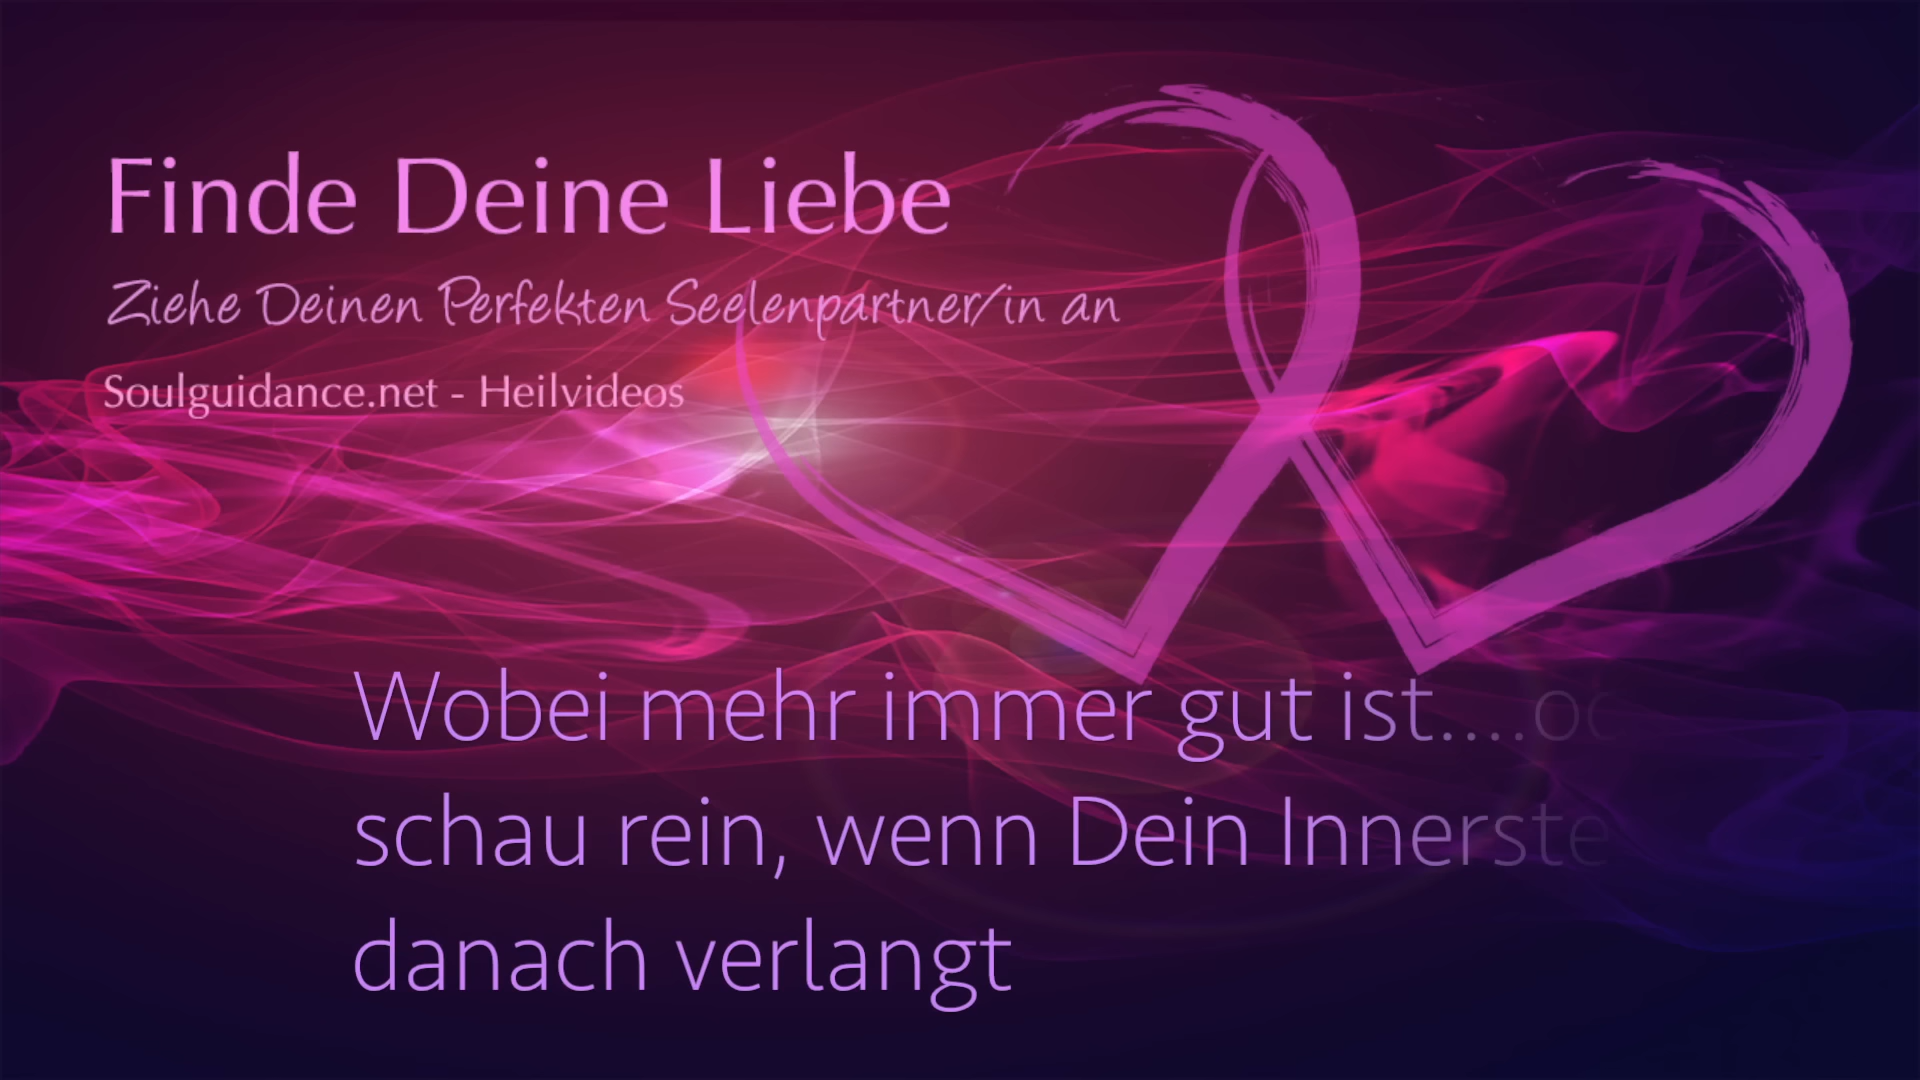 Finde Deine Liebe
Ziehe Deinen Perfekten Seelenpartner/in an
Soulguidance.net - Heilvideos
Wobei mehr immer gut ist....
schau rein, wenn Dein Innerste
danach verlangt